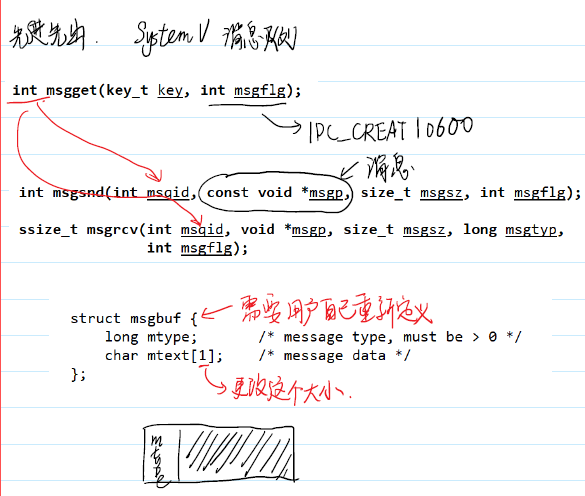 先进先出. System V 消息队列
int msgget(key_t key, int msgflg);
IPC_CREAT|0600
消息
int msgsnd(int msqid, const void *msgp, size_t msgsz, int msgflg);
ssize_t msgrcv(int msqid, void *msgp, size_t msgsz, long msgtyp,
int msgflg);
需要用户自己重新定义
struct msgbuf {
long mtype; /* message type, must be > 0 */
char mtext[1]; /* message data */
};
更改这个大小.
mtype